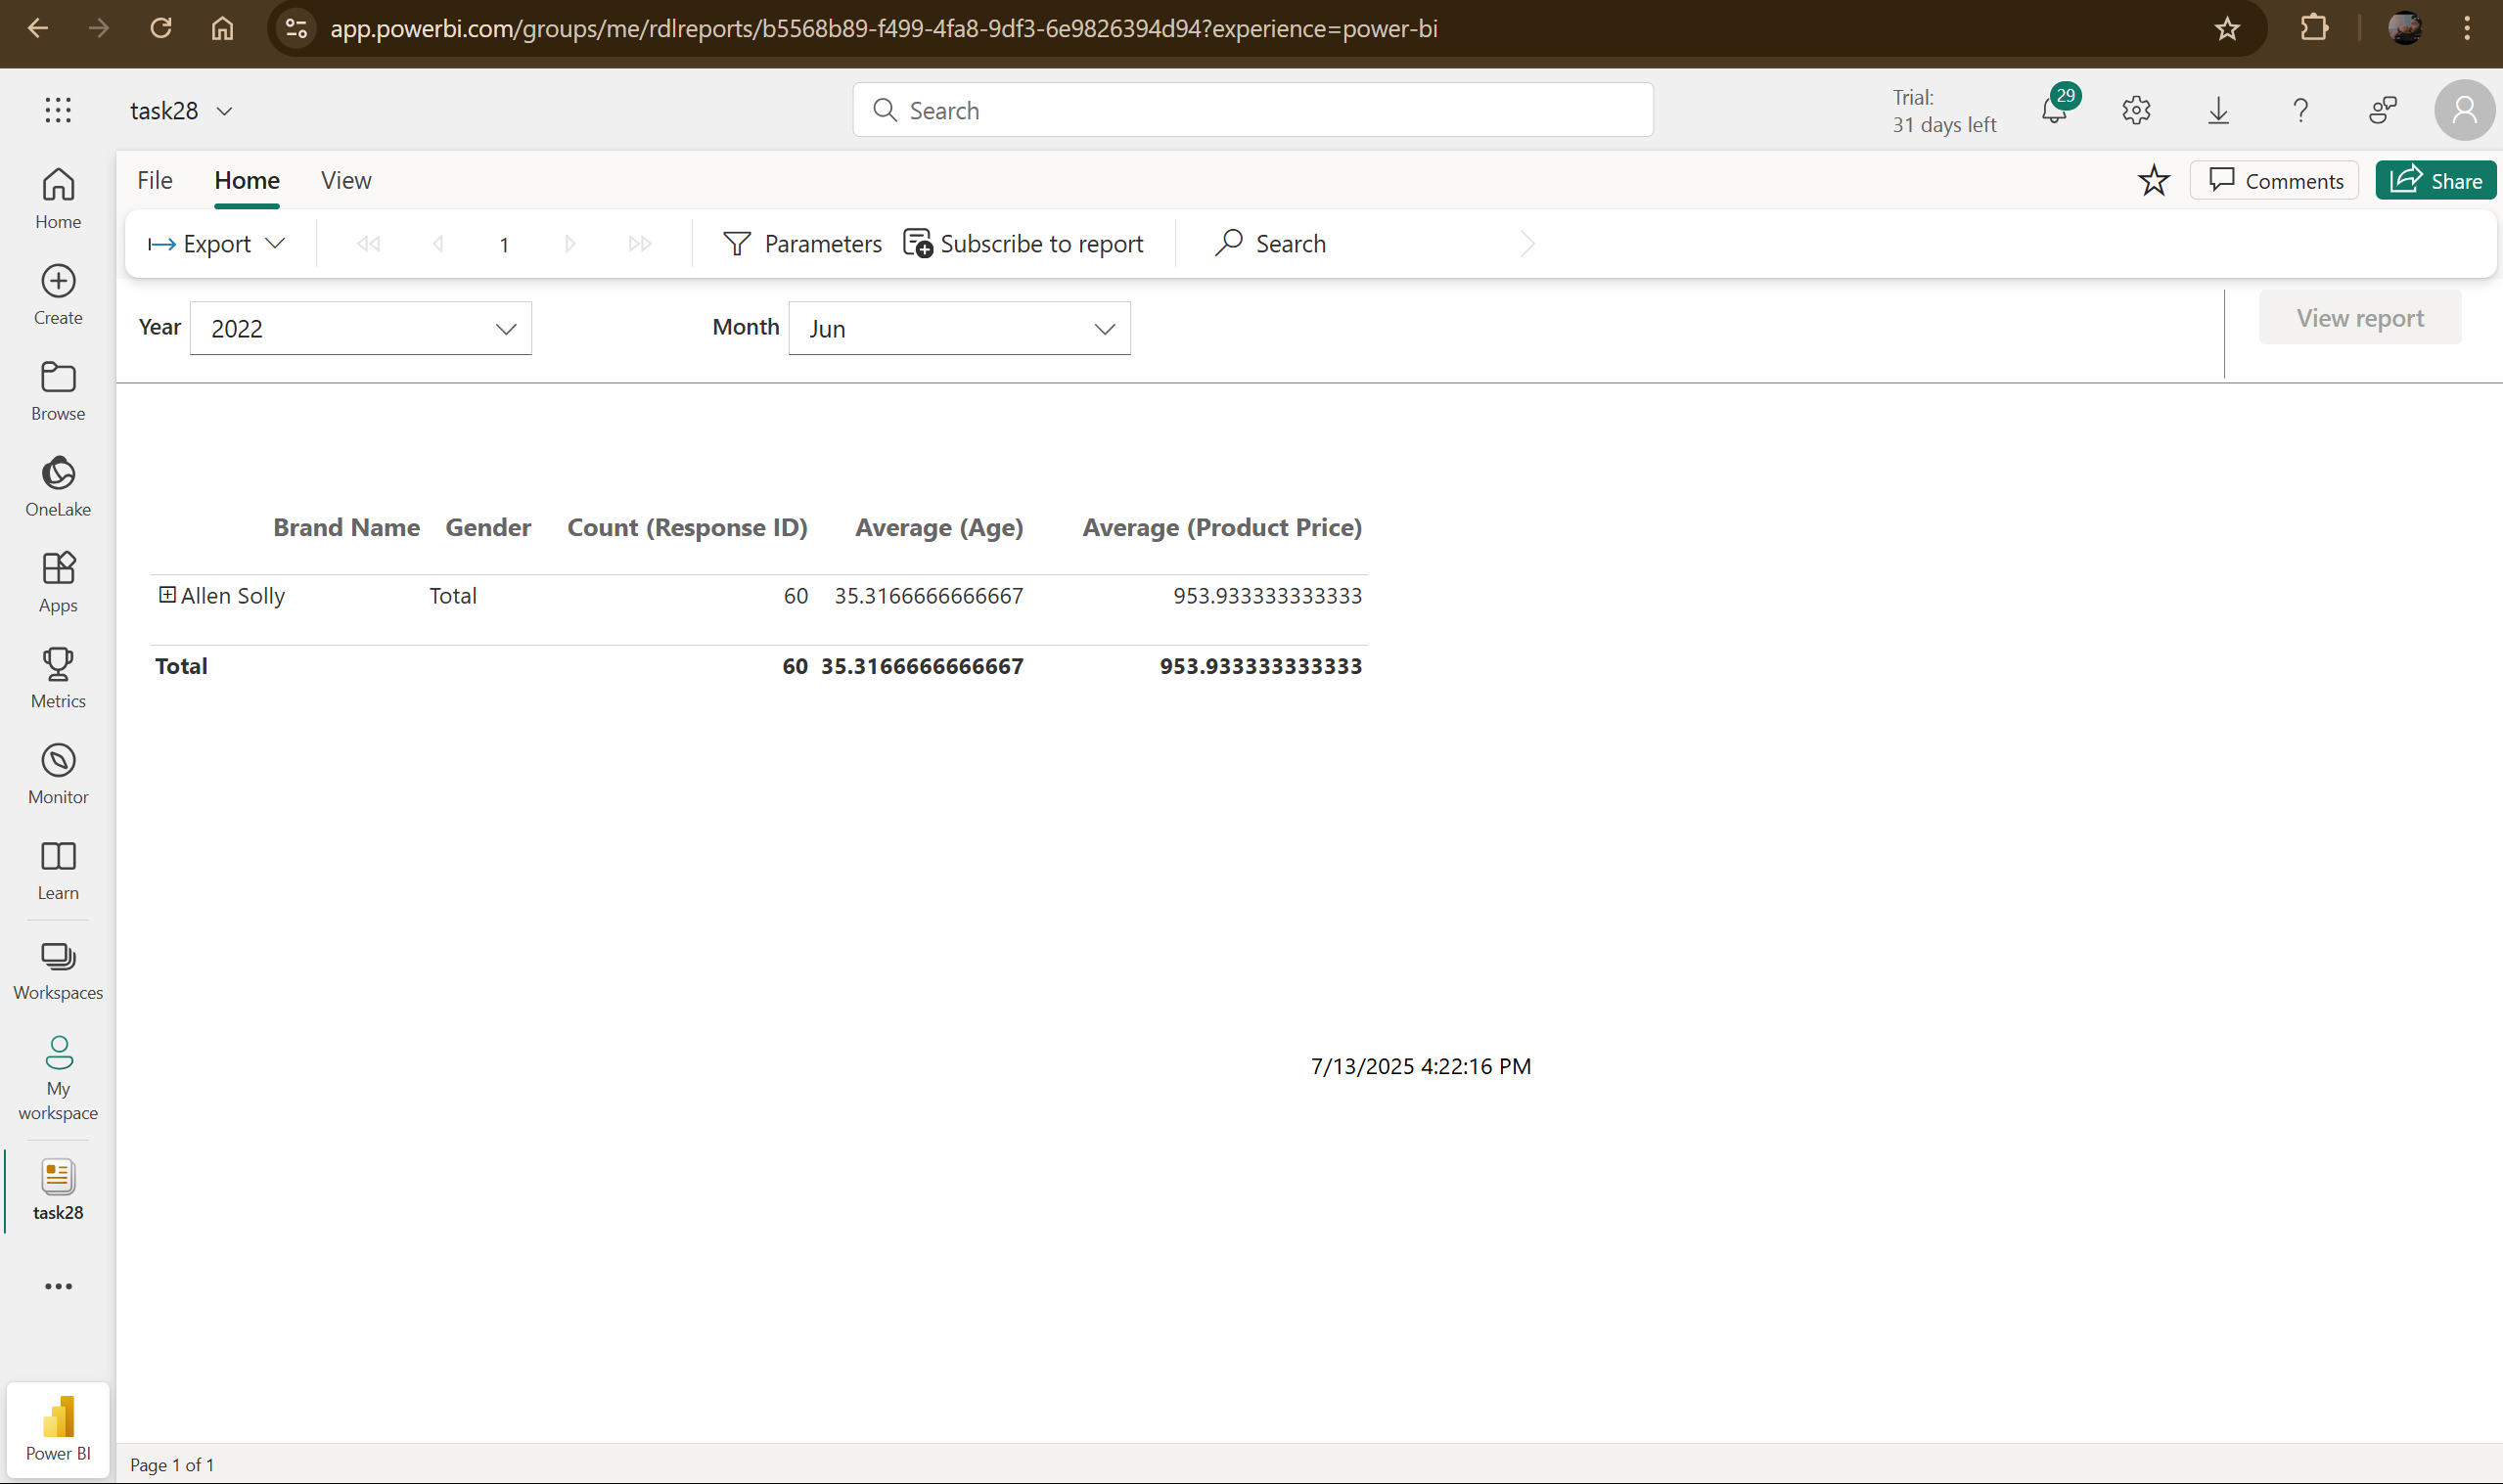 app.powerbi.com/groups/me/rdlreports/b5568b89-f499-4fa8-9df3-6e9826394d94?experience=power-bi
task28
Search
Trial:
31 days left
29
File Home View
Comments
Share
Export
1
Parameters
Subscribe to report
Search
Year
2022
Month
Jun
View report
Home
Create
Browse
OneLake
Apps
Metrics
Monitor
Learn
Workspaces
My
workspace
task28
Power BI
Brand Name Gender Count (Response ID) Average (Age) Average (Product Price)
Allen Solly Total 60 35.3166666666667 953.933333333333
Total 60 35.3166666666667 953.933333333333
7/13/2025 4:22:16 PM
Page 1 of 1